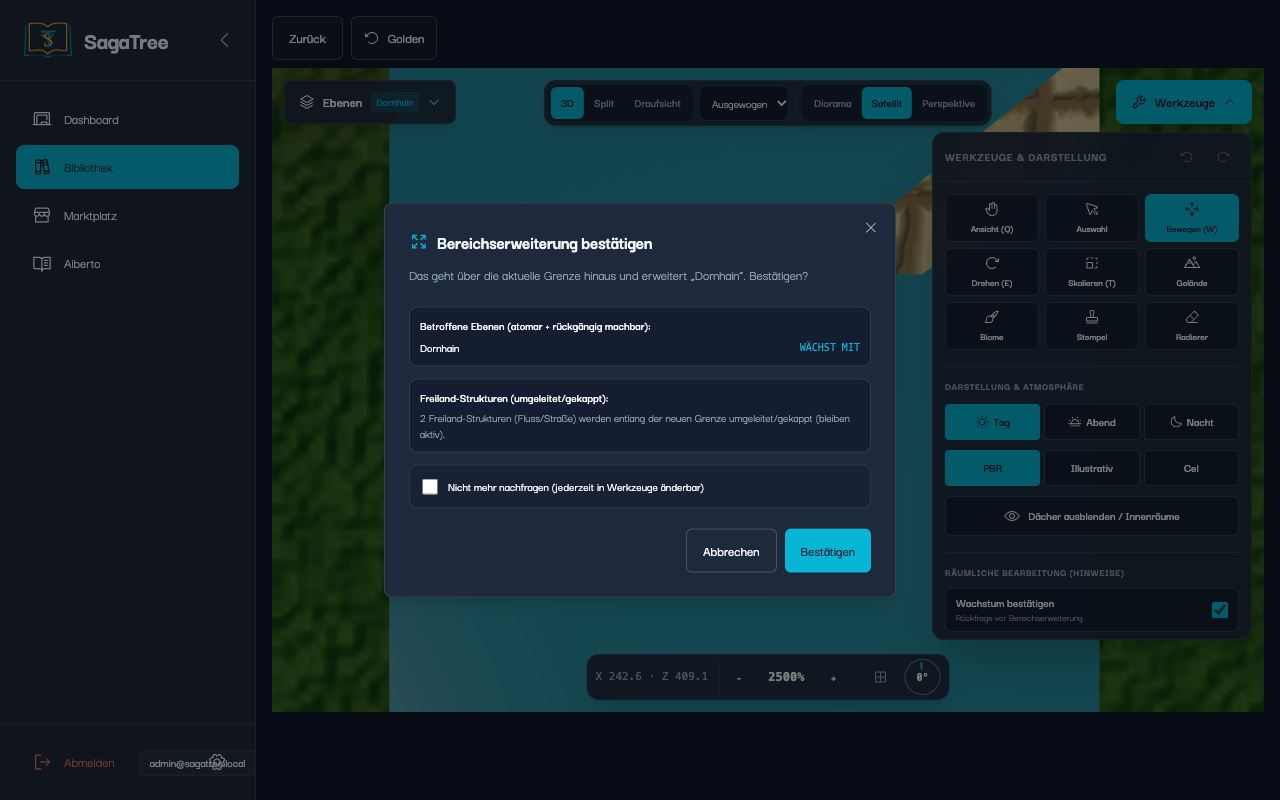 SagaTree
Dashboard
Bibliothek
Marktplatz
Alberto
Abmelden
Zurück
Golden
Ebenen
Dornhain
3D
Split
Draufsicht
Ausgewogen
Diorama
Satellit
Perspektive
Werkzeuge
WERKZEUGE & DARSTELLUNG
Ansicht (Q)
Auswahl
Bewegen (W)
Drehen (E)
Skalieren (T)
Gelände
Biome
Stempel
Radierer
DARSTELLUNG & ATMOSPHÄRE
Tag
Abend
Nacht
PBR
Illustrativ
Cel
Dächer ausblenden / Innenräume
RÄUMLICHE BEARBEITUNG (HINWEISE)
Wachstum bestätigen
Rückfrage vor Bereichserweiterung
Bereichserweiterung bestätigen
Das geht über die aktuelle Grenze hinaus und erweitert „Dornhain“. Bestätigen?
Betroffene Ebenen (atomar + rückgängig machbar):
Dornhain
WÄCHST MIT
Freiland-Strukturen (umgeleitet/gekappt):
2 Freiland-Strukturen (Fluss/Straße) werden entlang der neuen Grenze umgeleitet/gekappt (bleiben
aktiv).
Nicht mehr nachfragen (jederzeit in Werkzeuge änderbar)
Abbrechen
Bestätigen
X 242.6 · Z 409.1
-
2500%
+
0°